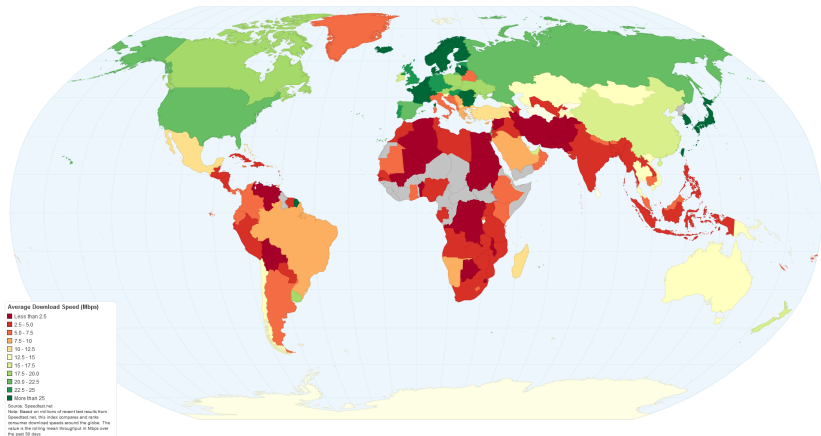 Average Download Speed (Mbps)
Less than 2.5
2.5 - 5.0
5.0 - 7.5
7.5 - 10
10 - 12.5
12.5 - 15
15 - 17.5
17.5 - 20.0
20.0 - 22.5
22.5 - 25
More than 25
Source: Speedtest.net
Note: Based on millions of recent test results from
Speedtest.net, this index compares and ranks
consumer download speeds around the globe. The
value is the rolling mean throughput in Mbps over
the past 30 days